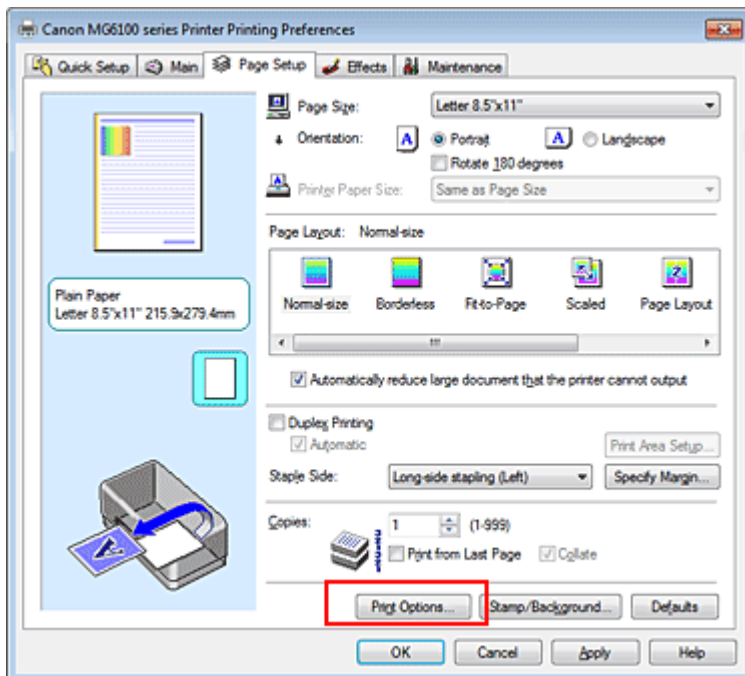 Canon MG6100 series Printer Printing Preferences
Quick Setup Main Page Setup Effects Maintenance
Page Size: Letter 8.5"x11"
Orientation: A Portrait A Landscape
Rotate 180 degrees
Printer Paper Size: Same as Page Size
Page Layout: Normal-size
Normal-size Borderless Fit-to-Page Scaled Page Layout
Plain Paper
Letter 8.5"x11" 215.9x279.4mm
Automatically reduce large document that the printer cannot output
Duplex Printing
Automatic Print Area Setup...
Staple Side: Long-side stapling (Left) Specify Margin...
Copies: 1 (1-999)
Print from Last Page Collate
Print Options... Stamp/Background... Defaults
OK Cancel Apply Help